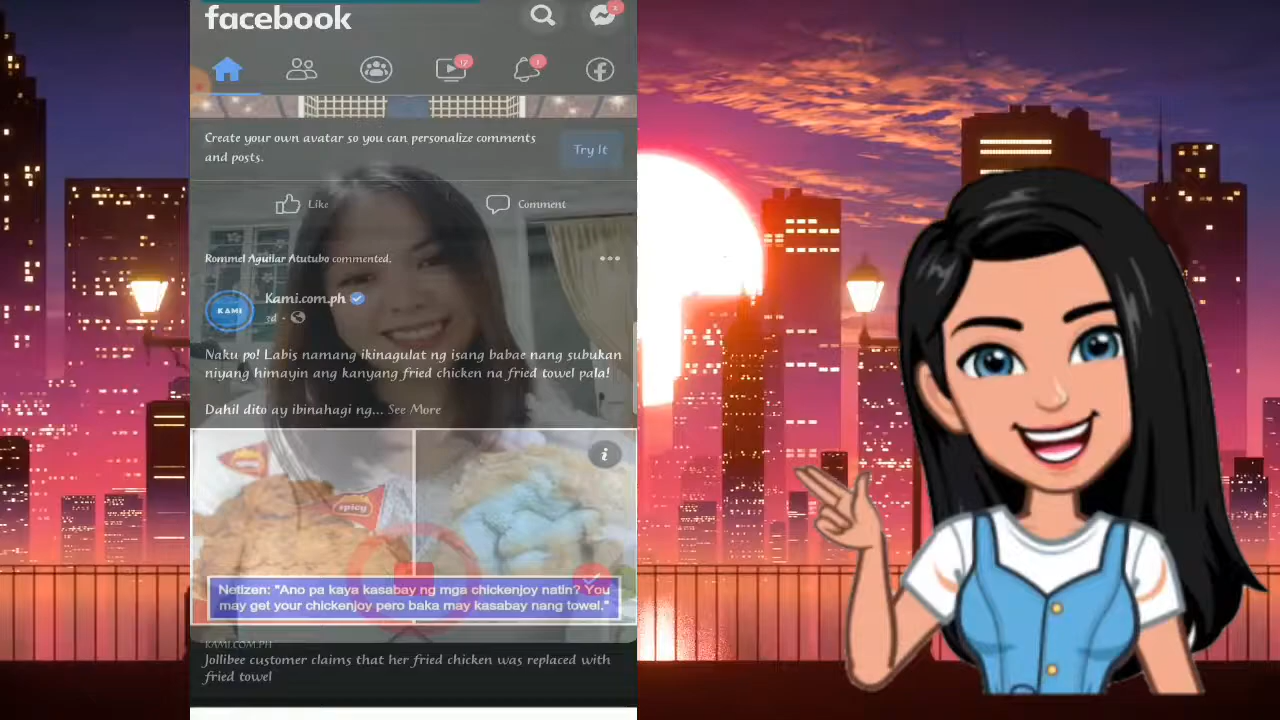 facebook
2
17
1
Create your own avatar so you can personalize comments
and posts.
Try It
Like
Comment
Rommel Aguilar Atutubo commented.
KAMI
Kami.com.ph
3d
Naku po! Labis namang ikinagulat ng isang babae nang subukan
niyang himayin ang kanyang fried chicken na fried towel pala!
Dahil dito ay ibinahagi ng... See More
spicy
Netizen: "Ano pa kaya kasabay ng mga chickenjoy natin? You
may get your chickenjoy pero baka may kasabay nang towel."
KAMI.COM.PH
Jollibee customer claims that her fried chicken was replaced with
fried towel